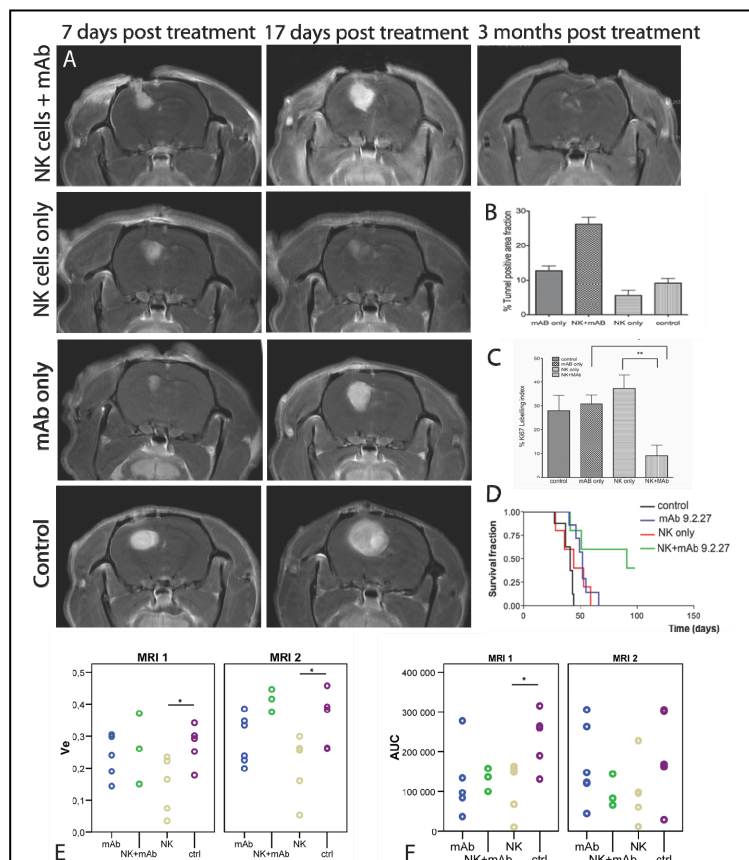 7 days post treatment 17 days post treatment 3 months post treatment
NK cells + mAb
A
NK cells only
mAb only
Control
B
% Tunnel positive area fraction
30
20
10
0
mAB only NK+mAB NK only control
C
control
mAB only
NK only
NK+MAb
**
% Ki67 Labelling index
50
40
30
20
10
0
control mAB only NK only NK+MAb
D
control
mAb 9.2.27
NK only
NK+mAb 9.2.27
Survival fraction
1.00
0.75
0.50
0.25
0.00
0 50 100 150
Time (days)
MRI 1 MRI 2
*
*
Ve
0,5
0,4
0,3
0,2
0,1
0,0
mAb NK mAb NK
NK+mAb ctrl NK+mAb ctrl
E
MRI 1 MRI 2
*
AUC
400 000
300 000
200 000
100 000
0
mAb NK mAb NK
NK+mAb ctrl NK+mAb ctrl
F